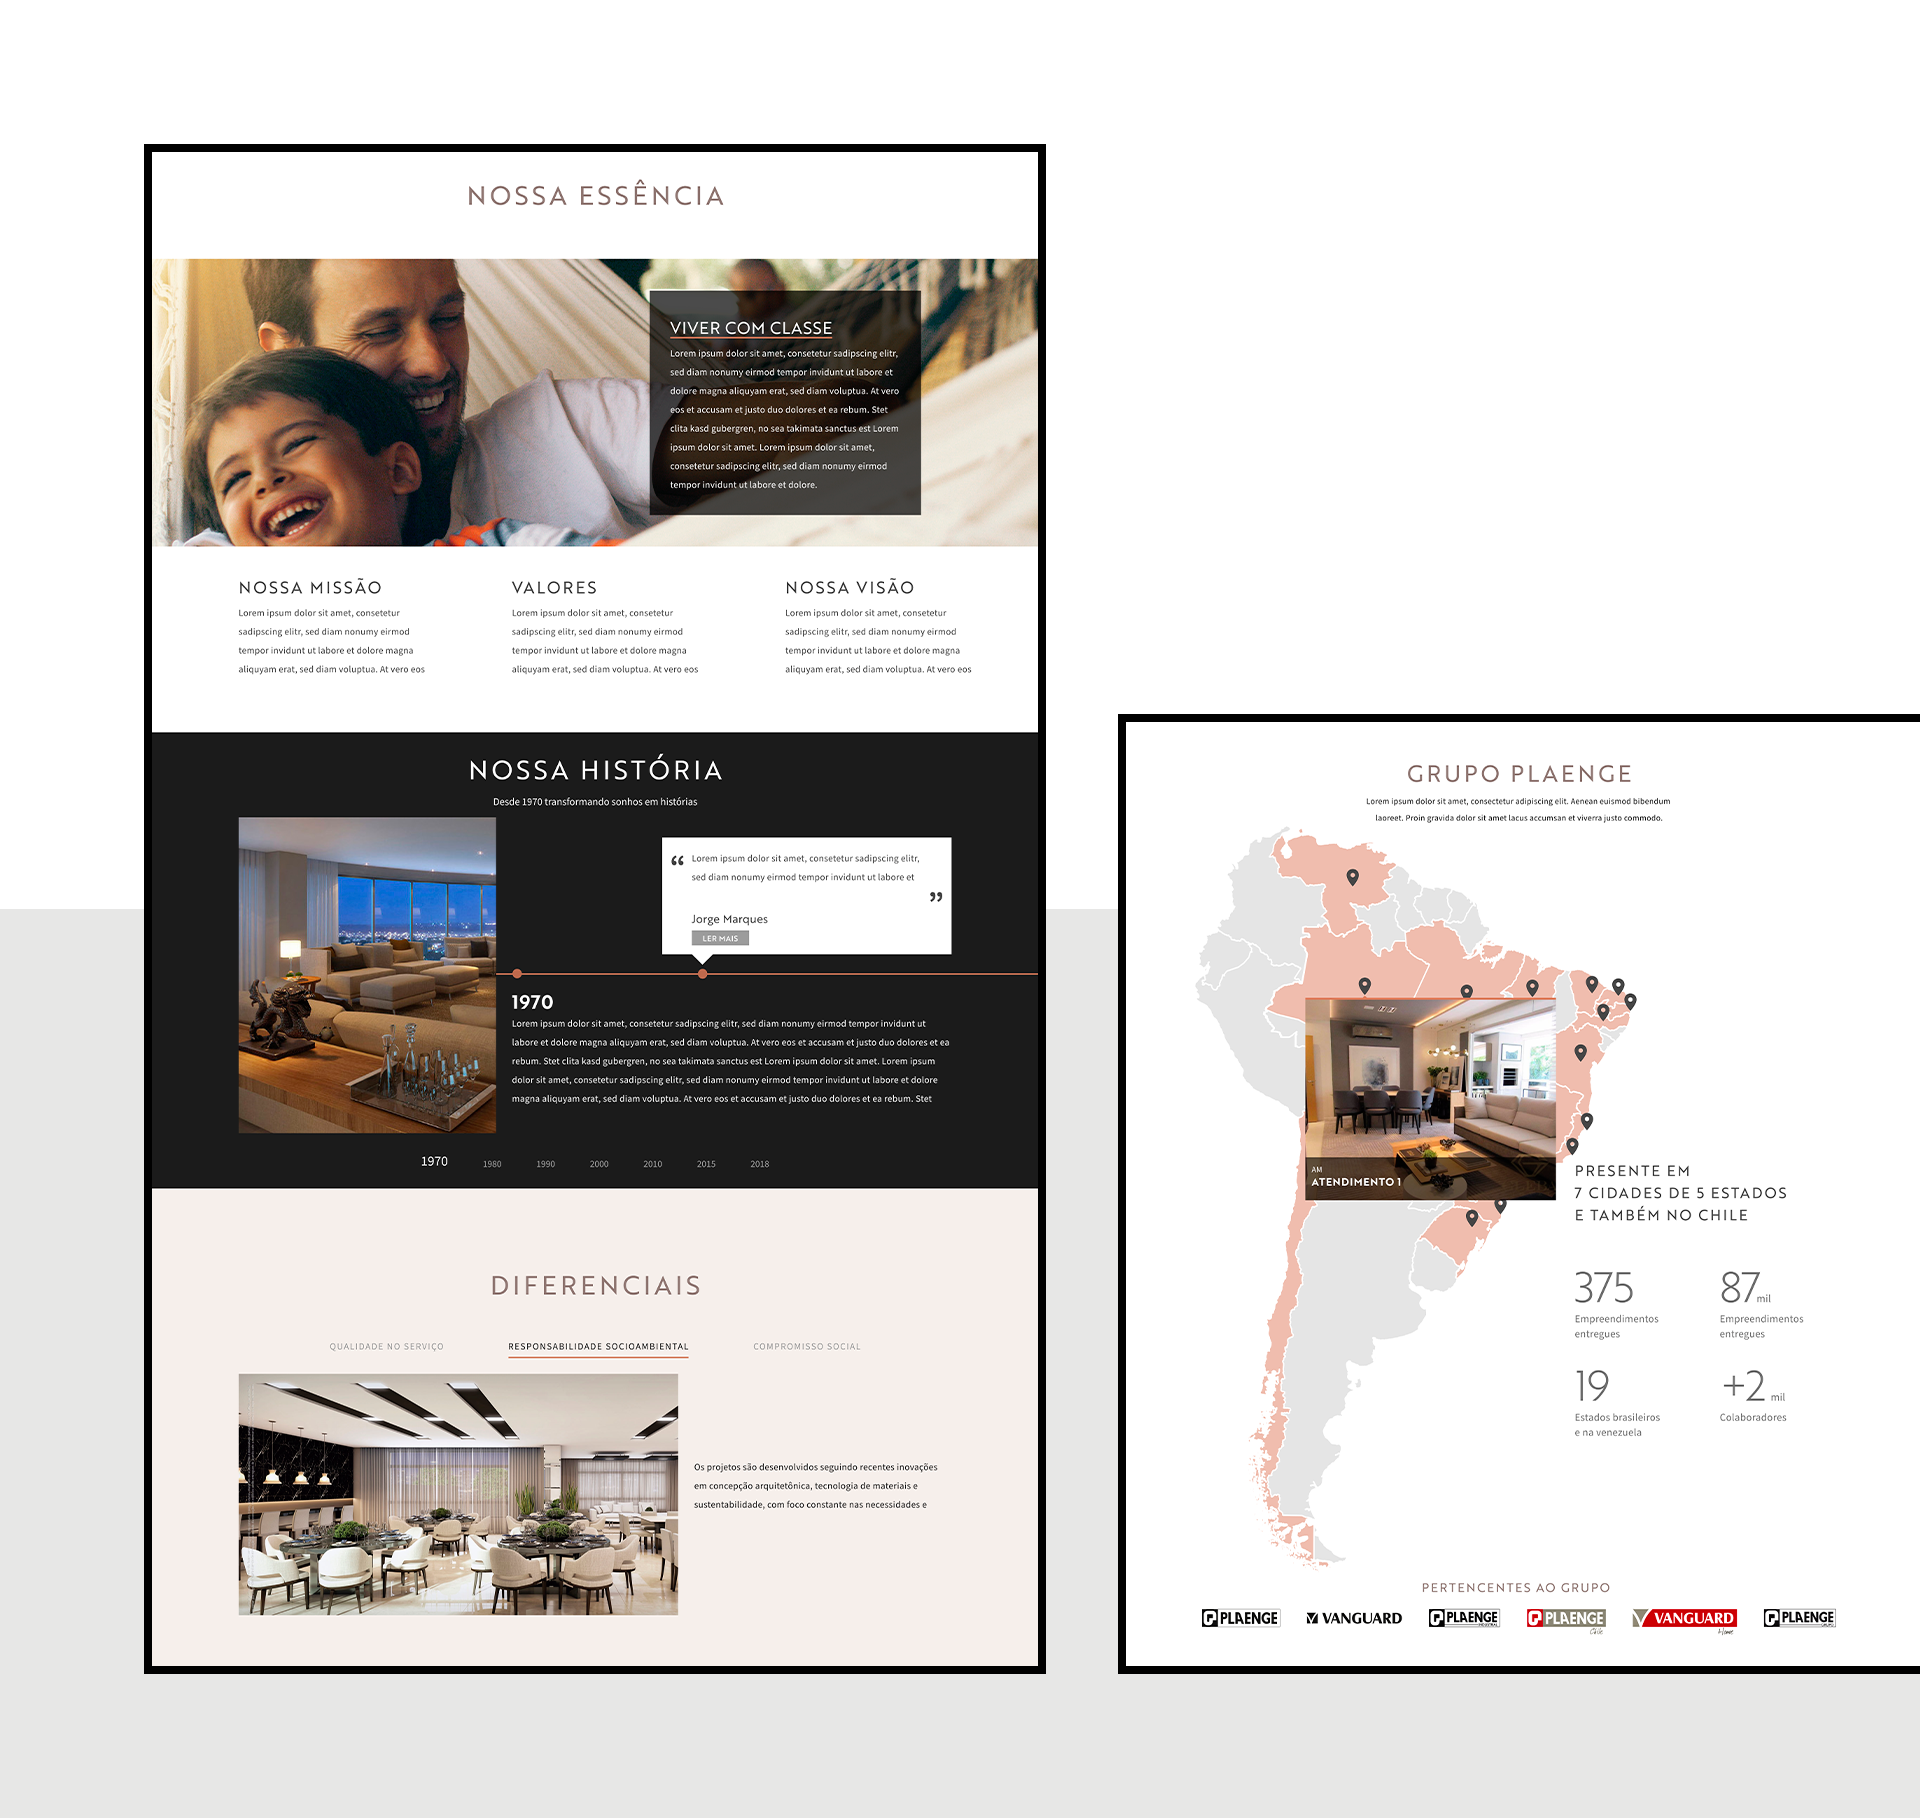 NOSSA ESSÊNCIA
VIVER COM CLASSE
Lorem ipsum dolor sit amet, consetetur sadipscing elitr,
sed diam nonumy eirmod tempor invidunt ut labore et
dolore magna aliquyam erat, sed diam voluptua. At vero
eos et accusam et justo duo dolores et ea rebum. Stet
clita kasd gubergren, no sea takimata sanctus est Lorem
ipsum dolor sit amet. Lorem ipsum dolor sit amet,
consetetur sadipscing elitr, sed diam nonumy eirmod
tempor invidunt ut labore et dolore.
NOSSA MISSÃO
Lorem ipsum dolor sit amet, consetetur
sadipscing elitr, sed diam nonumy eirmod
tempor invidunt ut labore et dolore magna
aliquyam erat, sed diam voluptua. At vero eos
VALORES
Lorem ipsum dolor sit amet, consetetur
sadipscing elitr, sed diam nonumy eirmod
tempor invidunt ut labore et dolore magna
aliquyam erat, sed diam voluptua. At vero eos
NOSSA VISÃO
Lorem ipsum dolor sit amet, consetetur
sadipscing elitr, sed diam nonumy eirmod
tempor invidunt ut labore et dolore magna
aliquyam erat, sed diam voluptua. At vero eos
NOSSA HISTÓRIA
Desde 1970 transformando sonhos em histórias
“ Lorem ipsum dolor sit amet, consetetur sadipscing elitr,
sed diam nonumy eirmod tempor invidunt ut labore et
”
Jorge Marques
LER MAIS
1970
Lorem ipsum dolor sit amet, consetetur sadipscing elitr, sed diam nonumy eirmod tempor invidunt ut
labore et dolore magna aliquyam erat, sed diam voluptua. At vero eos et accusam et justo duo dolores et ea
rebum. Stet clita kasd gubergren, no sea takimata sanctus est Lorem ipsum dolor sit amet. Lorem ipsum
dolor sit amet, consetetur sadipscing elitr, sed diam nonumy eirmod tempor invidunt ut labore et dolore
magna aliquyam erat, sed diam voluptua. At vero eos et accusam et justo duo dolores et ea rebum. Stet
1970 1980 1990 2000 2010 2015 2018
DIFERENCIAIS
QUALIDADE NO SERVIÇO RESPONSABILIDADE SOCIOAMBIENTAL COMPROMISSO SOCIAL
Os projetos são desenvolvidos seguindo recentes inovações
em concepção arquitetônica, tecnologia de materiais e
sustentabilidade, com foco constante nas necessidades e
GRUPO PLAENGE
Lorem ipsum dolor sit amet, consectetur adipiscing elit. Aenean euismod bibendum
laoreet. Proin gravida dolor sit amet lacus accumsan et viverra justo commodo.
AM
ATENDIMENTO 1
PRESENTE EM
7 CIDADES DE 5 ESTADOS
E TAMBÉM NO CHILE
375
Empreendimentos
entregues
87 mil
Empreendimentos
entregues
19
Estados brasileiros
e na venezuela
+2 mil
Colaboradores
PERTENCENTES AO GRUPO
PLAENGE
VANGUARD
PLAENGE
INDUSTRIAL
PLAENGE
Chile
VANGUARD
Home
PLAENGE